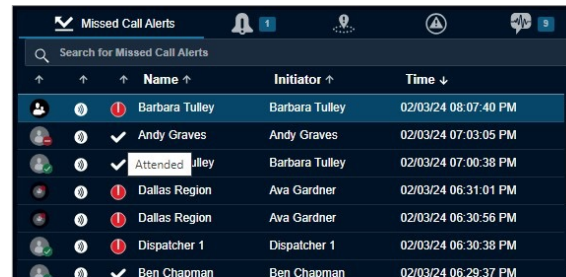 Missed Call Alerts 1 9
Search for Missed Call Alerts
Name Initiator Time
Barbara Tulley Barbara Tulley 02/03/24 08:07:40 PM
Andy Graves Andy Graves 02/03/24 07:03:05 PM
Attended ulley Barbara Tulley 02/03/24 07:00:38 PM
Dallas Region Ava Gardner 02/03/24 06:31:01 PM
Dallas Region Ava Gardner 02/03/24 06:30:56 PM
Dispatcher 1 Dispatcher 1 02/03/24 06:30:38 PM
Ben Chapman Ben Chapman 02/03/24 06:29:37 PM